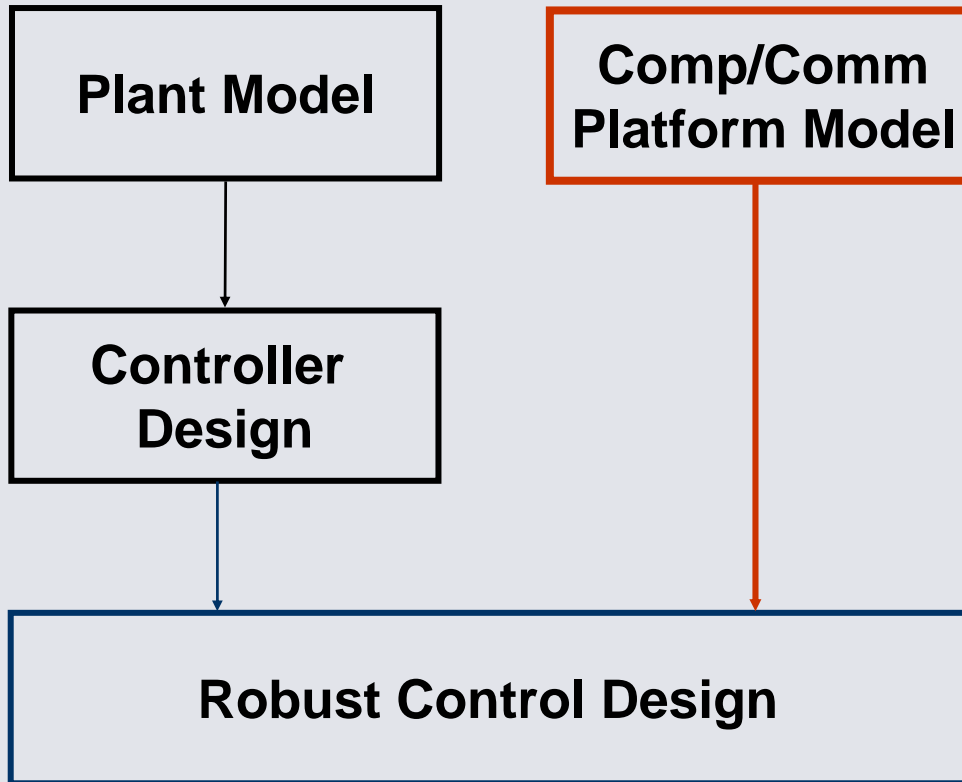 Plant Model
Comp/Comm
Platform Model
Controller
Design
Robust Control Design